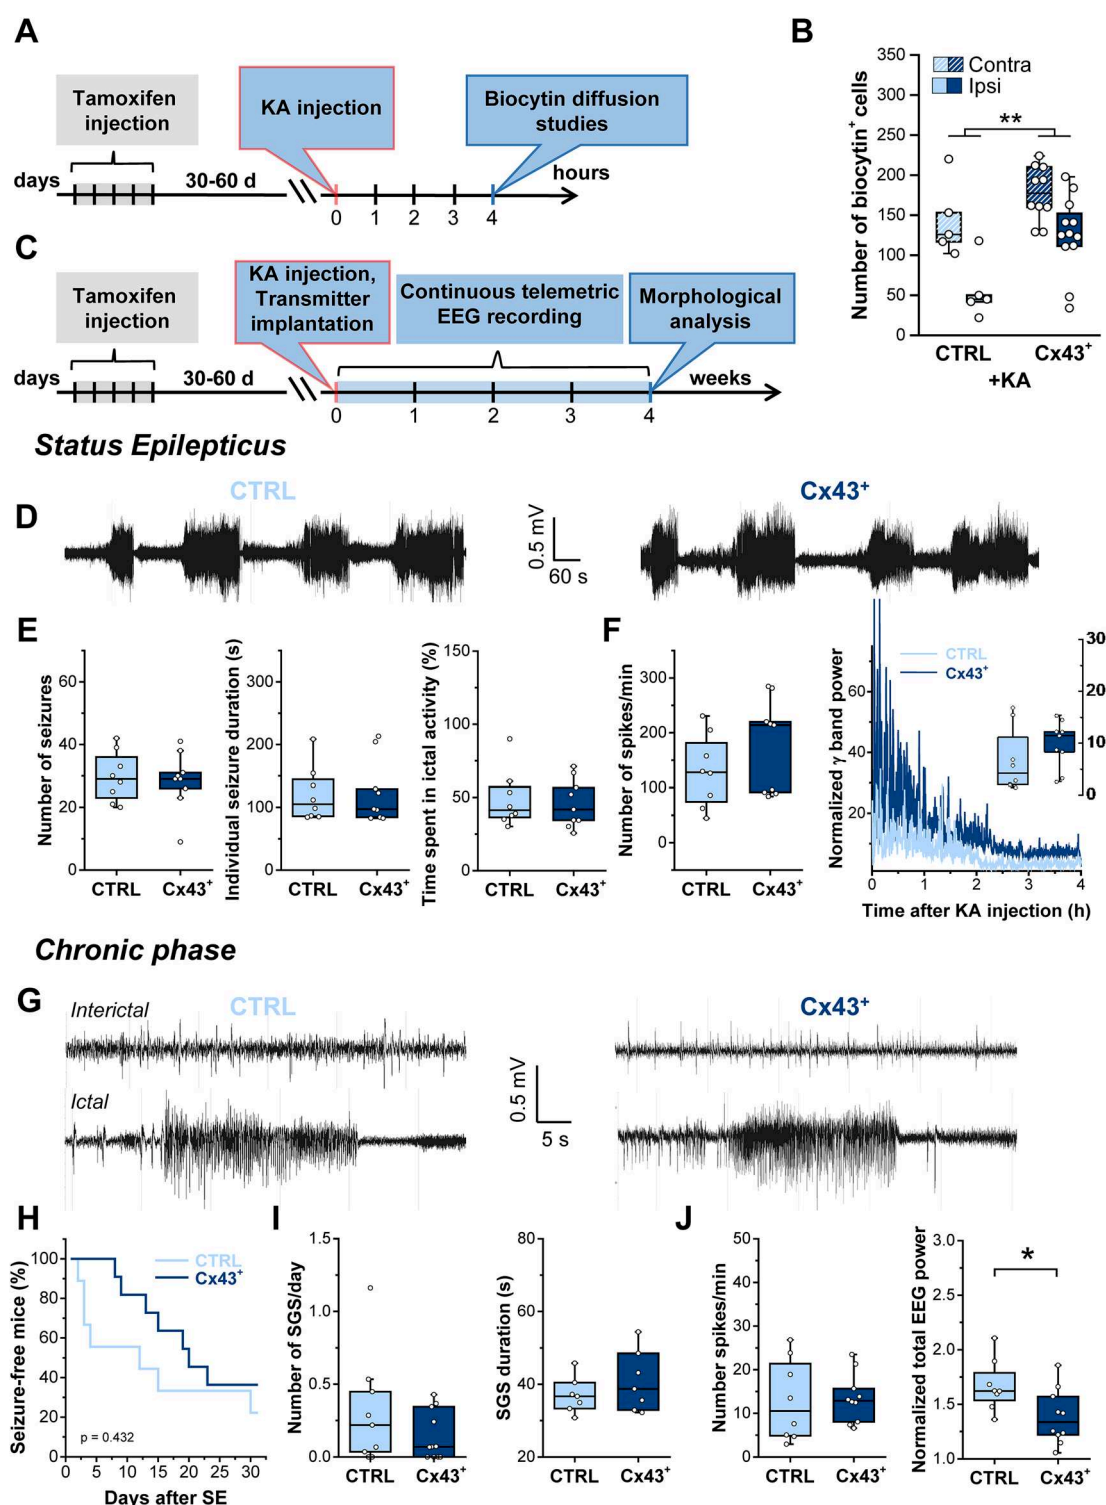 A
Tamoxifen
injection
KA injection
Biocytin diffusion
studies
days
30-60 d
hours
0 1 2 3 4
B
Number of biocytin+ cells
350
300
250
200
150
100
50
0
Contra
Ipsi
**
CTRL Cx43+
+KA
C
Tamoxifen
injection
KA injection,
Transmitter
implantation
Continuous telemetric
EEG recording
Morphological
analysis
days
30-60 d
weeks
0 1 2 3 4
Status Epilepticus
D
CTRL
0.5 mV
60 s
Cx43+
E
Number of seizures
60
40
20
0
CTRL Cx43+
Individual seizure duration (s)
300
200
100
0
CTRL Cx43+
Time spent in ictal activity (%)
150
100
50
0
CTRL Cx43+
F
Number of spikes/min
300
200
100
0
CTRL Cx43+
Normalized γ band power
60
40
20
CTRL
Cx43+
30
20
10
0
0 1 2 3 4
Time after KA injection (h)
Chronic phase
G
Interictal
CTRL
Cx43+
Ictal
0.5 mV
5 s
H
Seizure-free mice (%)
100
80
60
40
20
0
CTRL
Cx43+
p = 0.432
0 5 10 15 20 25 30
Days after SE
I
Number of SGS/day
1.5
1.0
0.5
0.0
CTRL Cx43+
SGS duration (s)
80
60
40
20
CTRL Cx43+
J
Number spikes/min
50
40
30
20
10
0
CTRL Cx43+
Normalized total EEG power
3.0
2.5
2.0
1.5
1.0
*
CTRL Cx43+